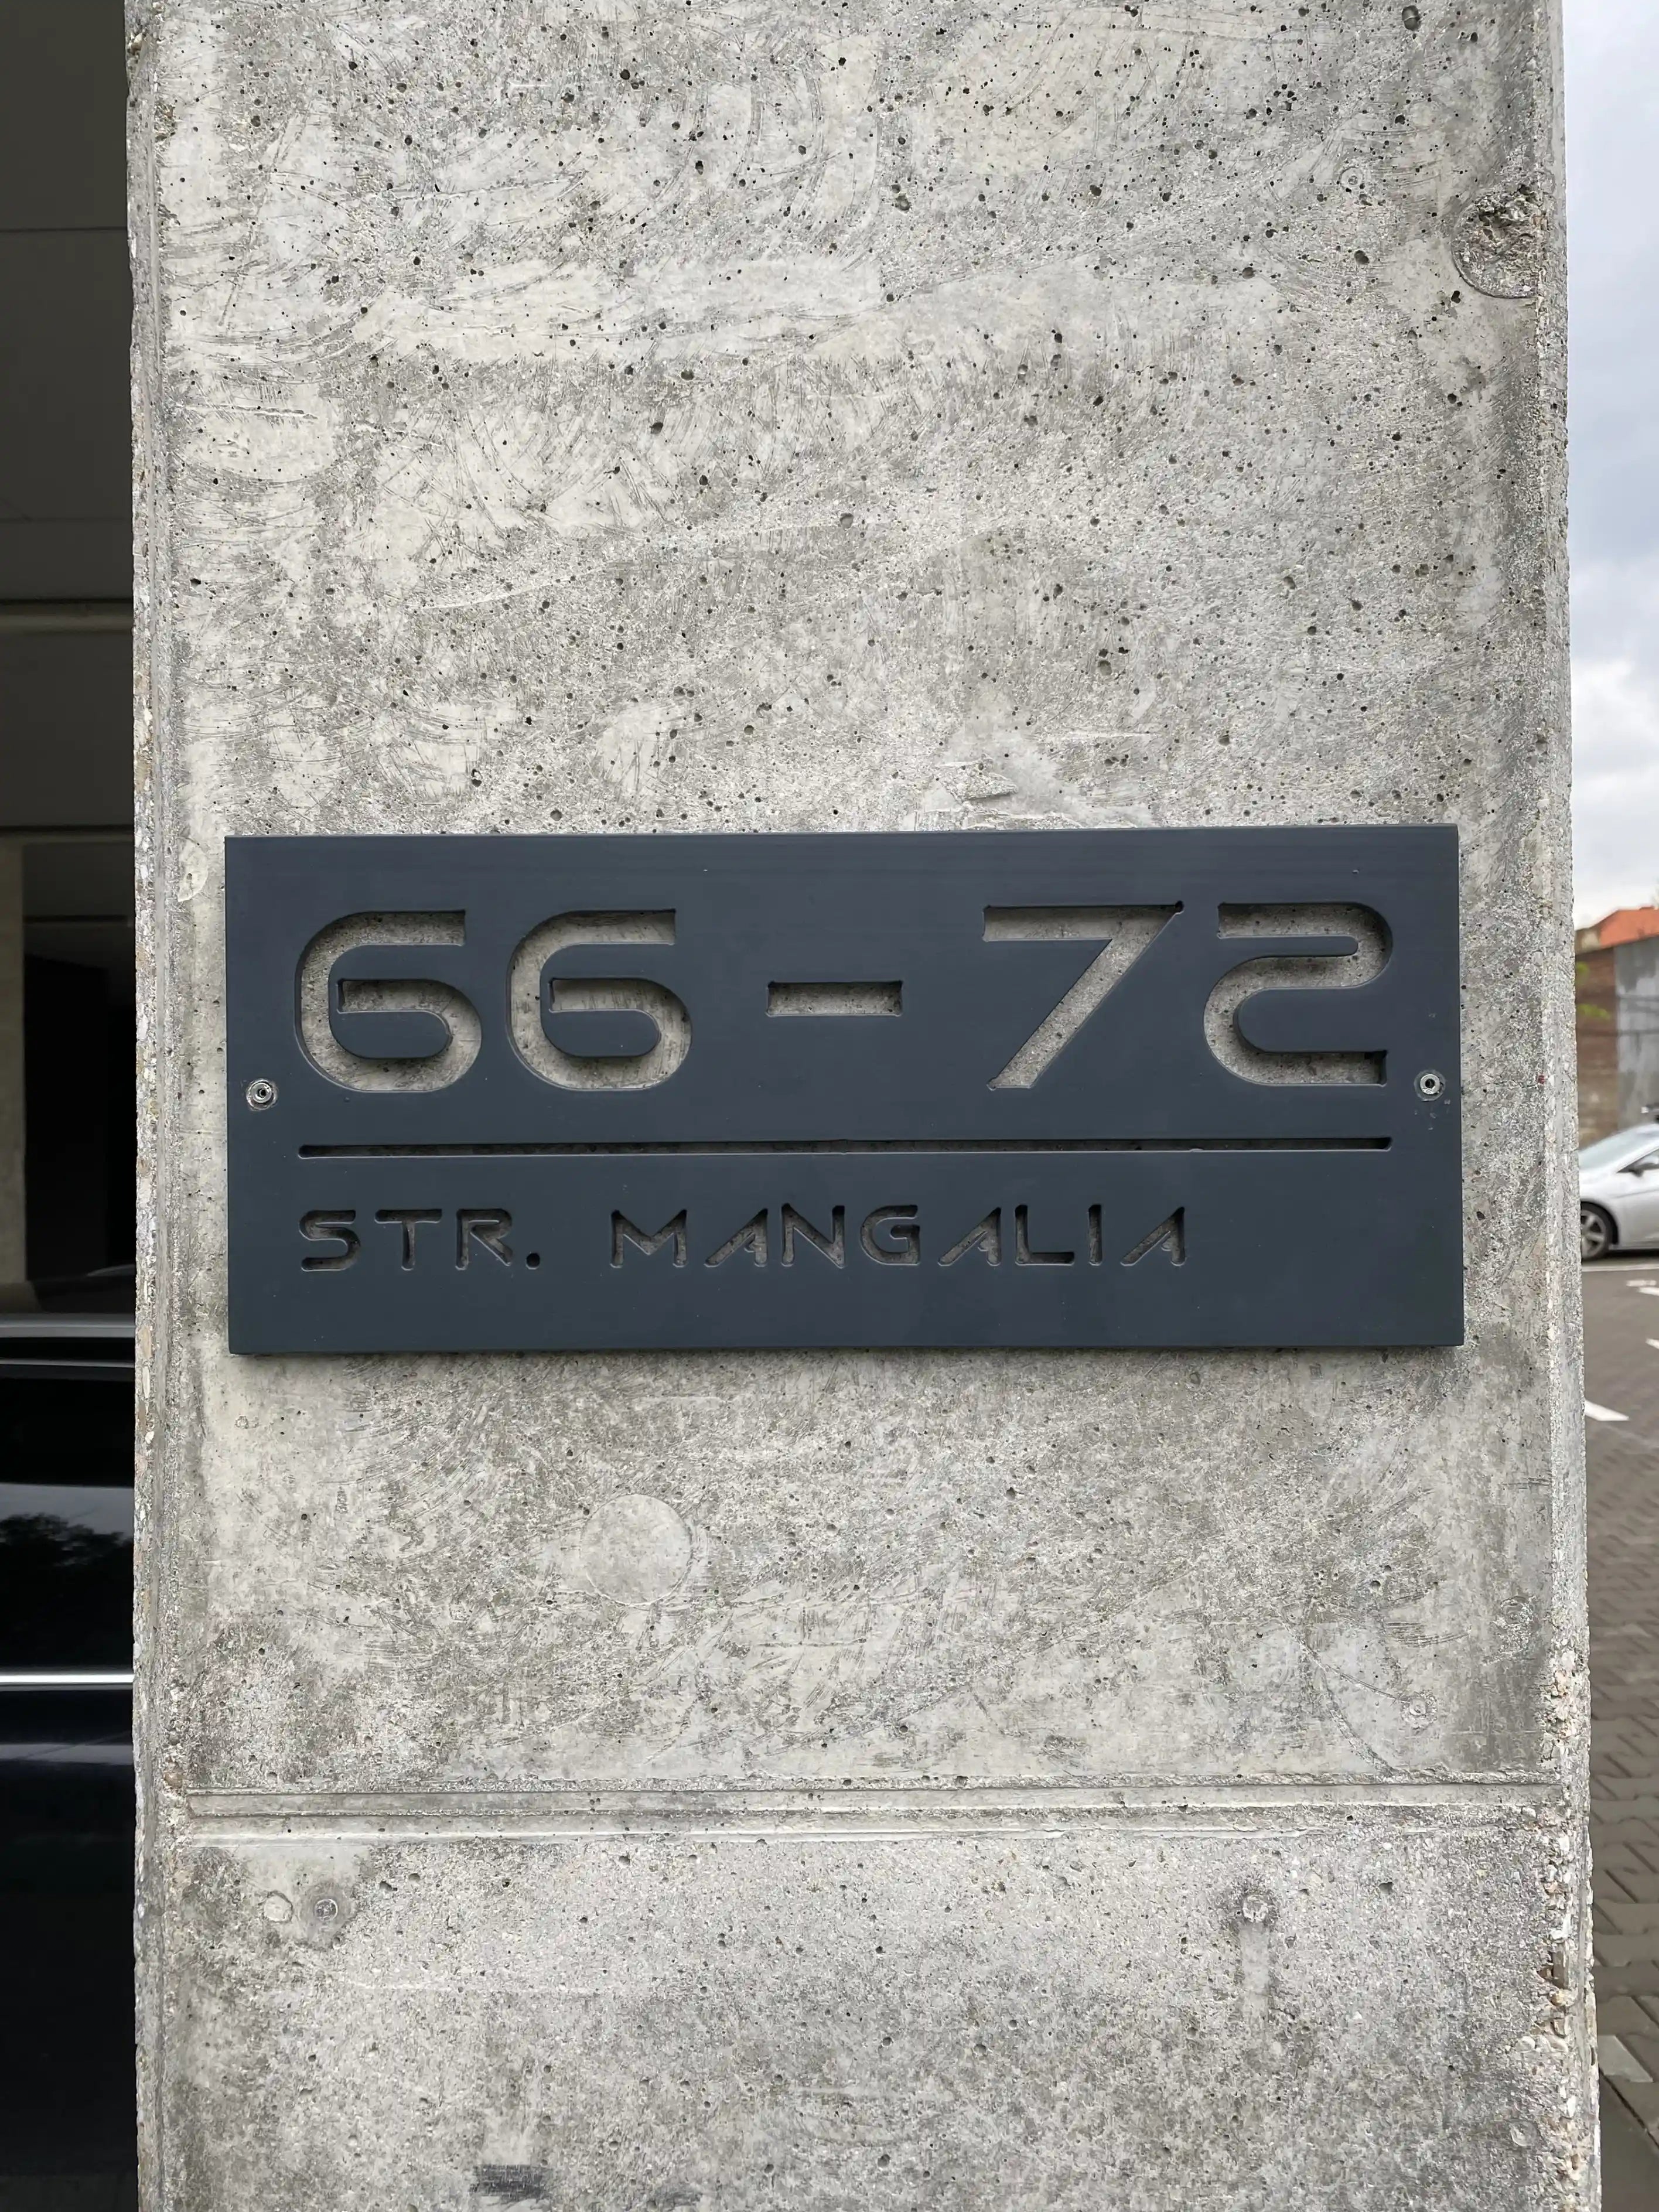 66 - 72
STR. MANGALIA